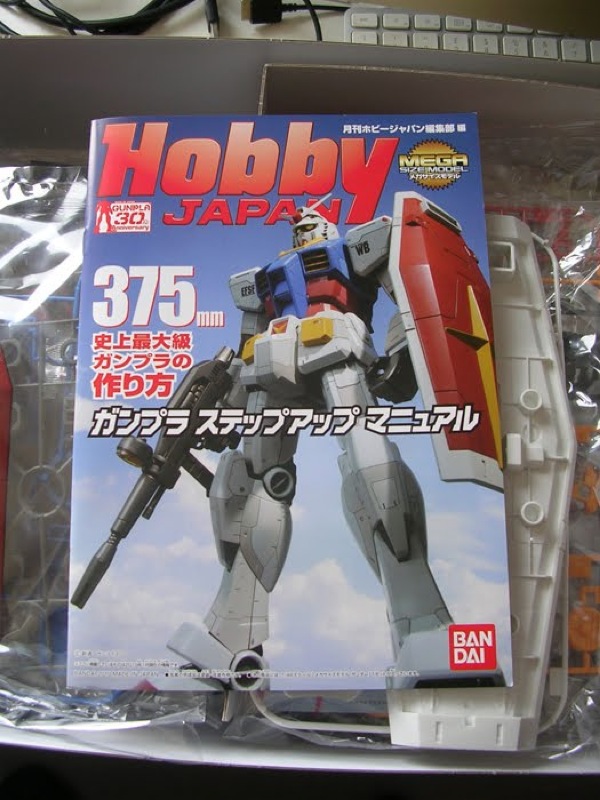 月刊ホビージャパン編集部 編
Hobby
JAPAN
MEGA
SIZE MODEL
メガサイズモデル
GUNPLA
30th
Anniversary
WB
375mm
史上最大級
ガンプラの
作り方
ガンプラ ステップアップ マニュアル
BAN
DAI